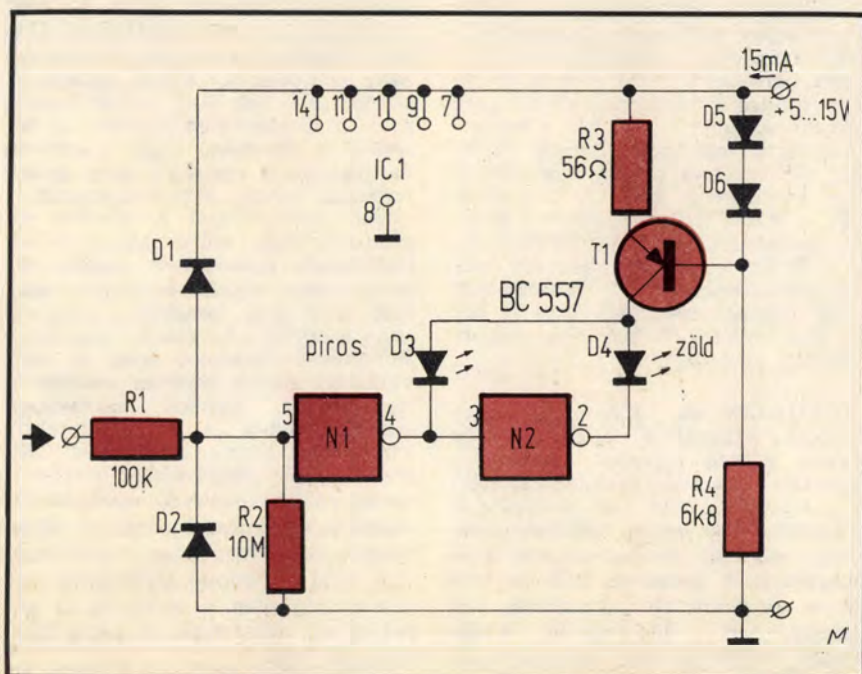 15mA
+5...15V
14 11 1 9 7
R3
56Ω
D5
D6
IC1
8
T1
D1
BC 557
piros
D3
D4
zöld
R1
100k
5
N1
4
3
N2
2
R2
10M
D2
R4
6k8
M